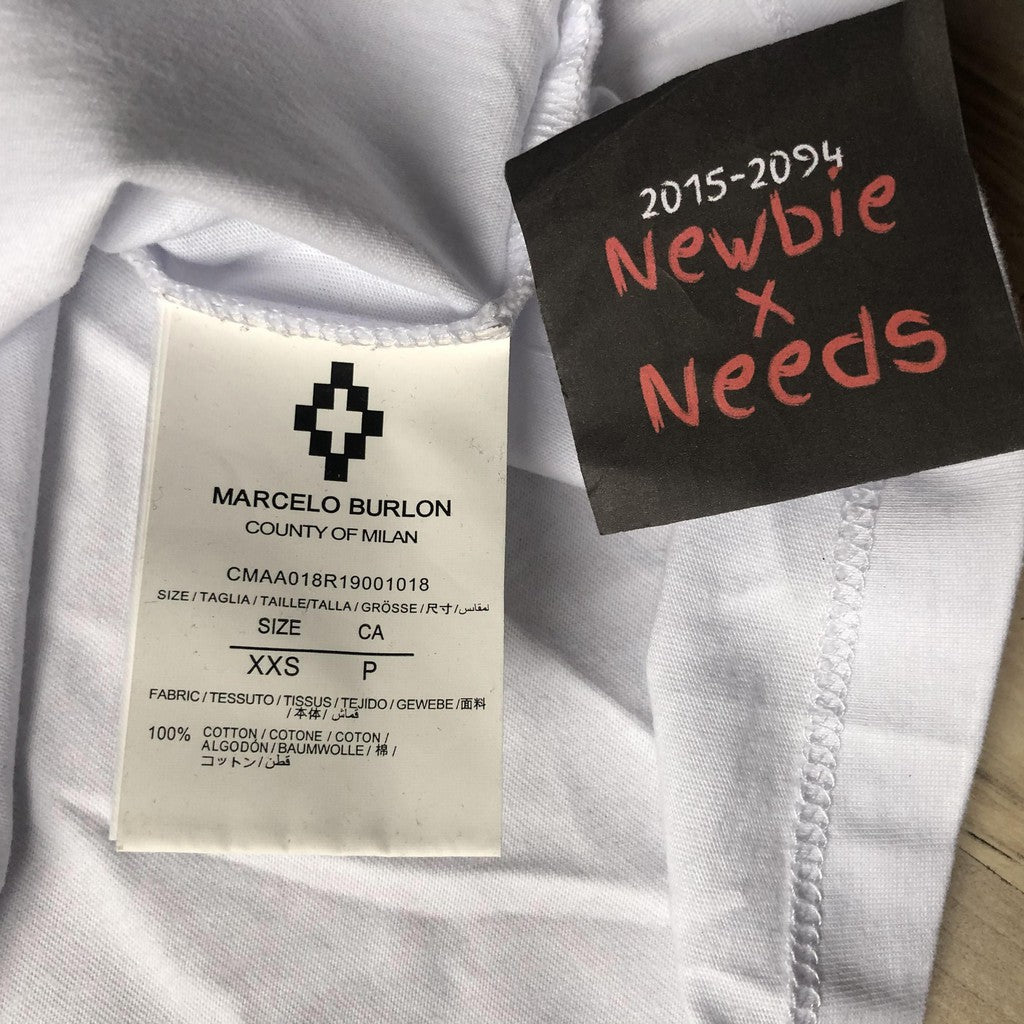 MARCELO BURLON
COUNTY OF MILAN
CMAA018R19001018
SIZE / TAGLIA / TAILLE/TALLA / GRÖSSE / 尺寸 / لمقاس
SIZE CA
XXS P
FABRIC / TESSUTO / TISSUS / TEJIDO / GEWEBE /面料
/ 本体 / قماش
100% COTTON / COTONE / COTON /
ALGODÓN / BAUMWOLLE / 棉 /
コットン / قطن
2015-2094
Newbie
x
Needs